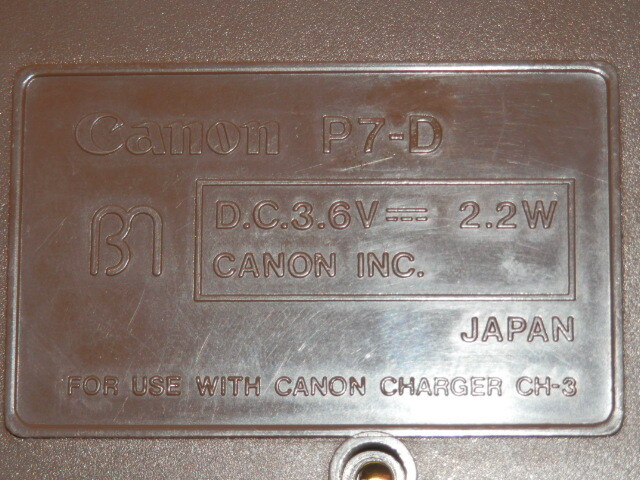 Canon P7-D
D.C.3.6V⎓ 2.2W
CANON INC.
JAPAN
FOR USE WITH CANON CHARGER CH-3